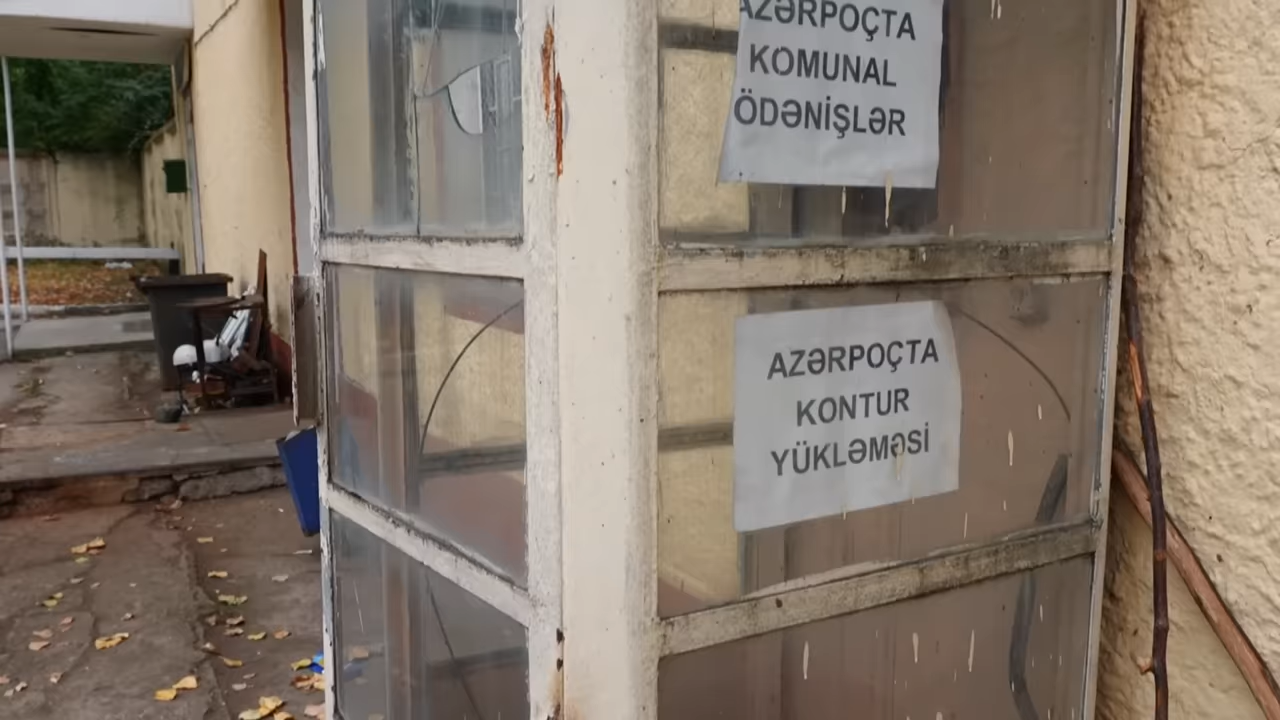 AZƏRPOÇTA
KOMUNAL
ÖDƏNİŞLƏR
AZƏRPOÇTA
KONTUR
YÜKLƏMƏSİ